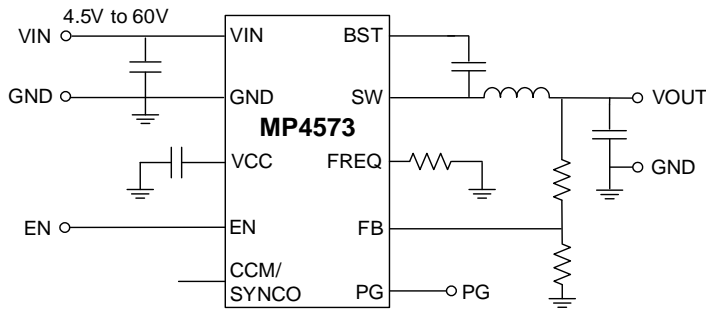 4.5V to 60V
VIN VIN BST
GND GND SW VOUT
MP4573
VCC FREQ GND
EN EN FB
CCM/
SYNCO PG PG